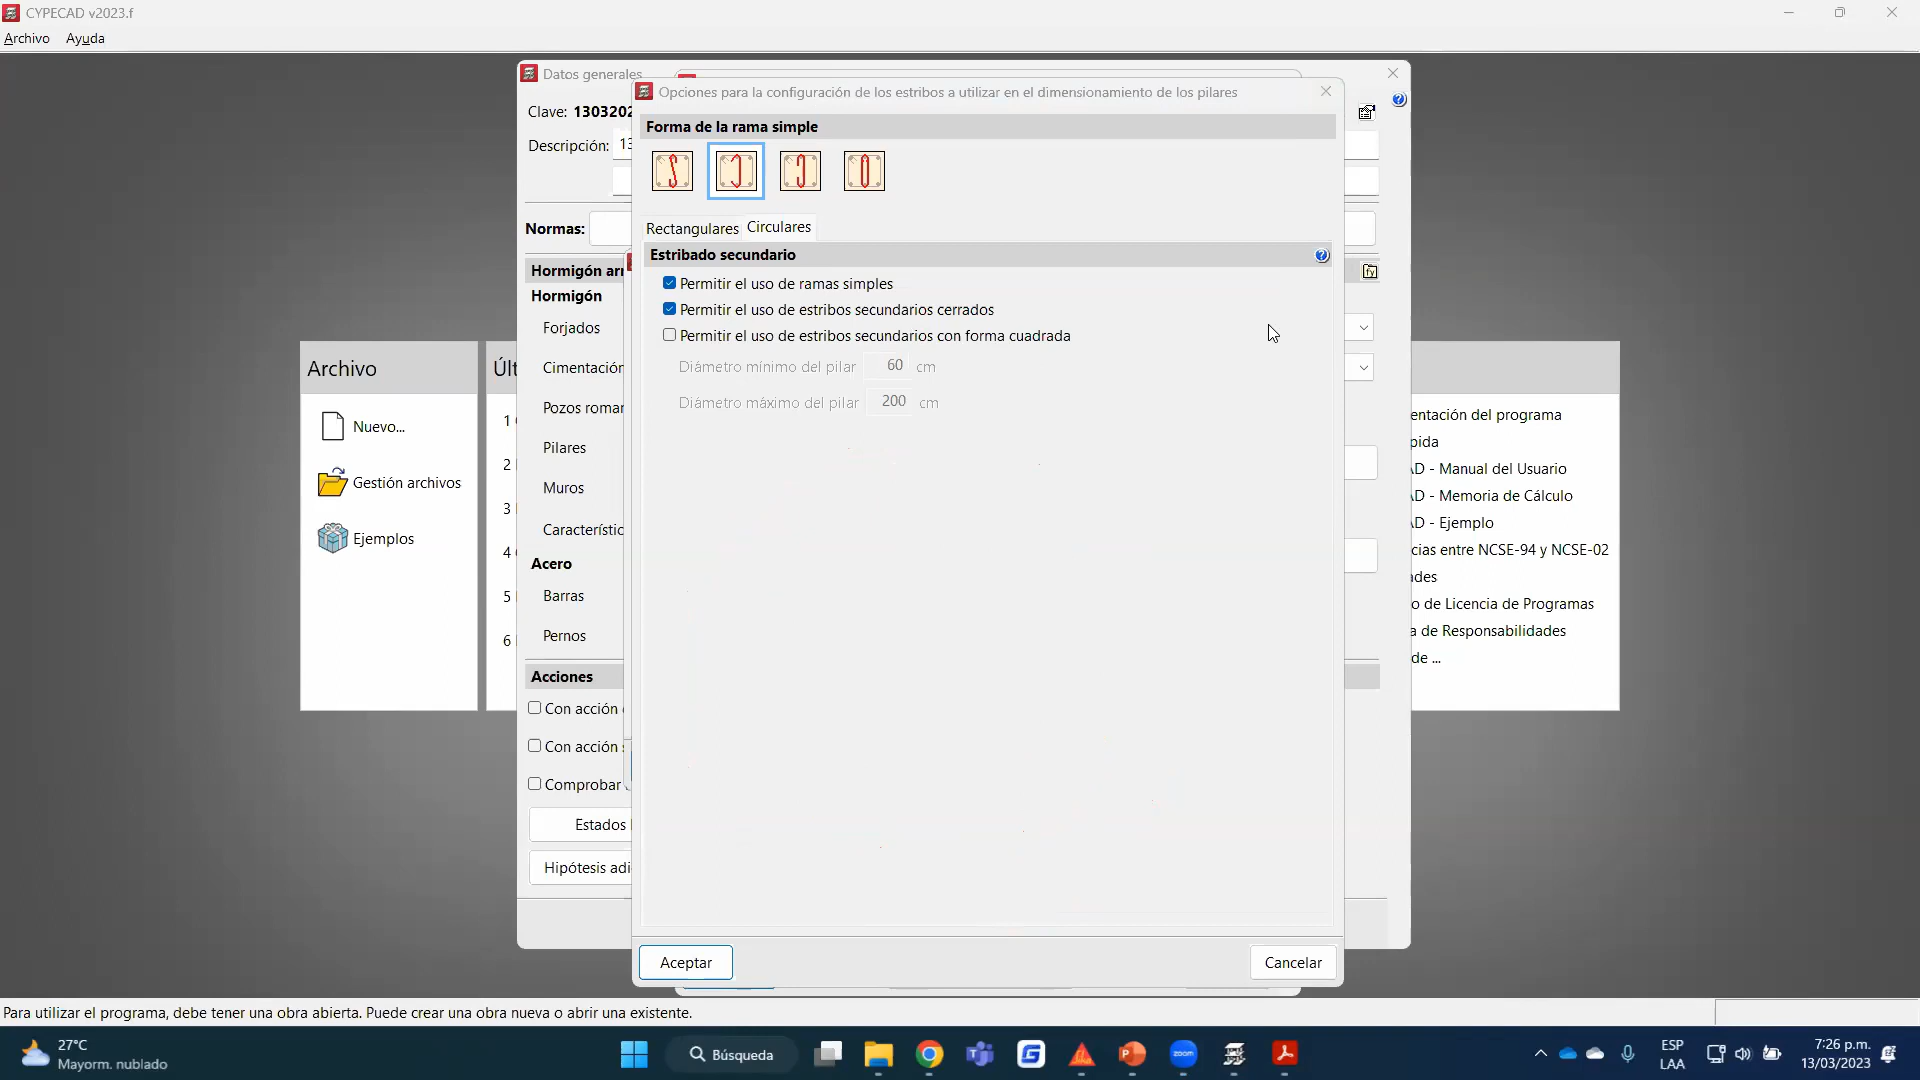 CYPECAD v2023.f
Archivo Ayuda
Datos generales
Clave: 1303202
Descripción: 13
Normas:
Hormigón arr
Hormigón
Forjados
Cimentación
Pozos romar
Pilares
Muros
Característic
Acero
Barras
Pernos
Acciones
Con acción
Con acción s
Comprobar
Estados
Hipótesis adi
Opciones para la configuración de los estribos a utilizar en el dimensionamiento de los pilares
Forma de la rama simple
Rectangulares Circulares
Estribado secundario
Permitir el uso de ramas simples
Permitir el uso de estribos secundarios cerrados
Permitir el uso de estribos secundarios con forma cuadrada
Diámetro mínimo del pilar 60 cm
Diámetro máximo del pilar 200 cm
Aceptar Cancelar
Archivo
Nuevo...
Gestión archivos
Ejemplos
Últ
1
2
3
4
5
6
entación del programa
pida
AD - Manual del Usuario
AD - Memoria de Cálculo
AD - Ejemplo
cias entre NCSE-94 y NCSE-02
des
o de Licencia de Programas
a de Responsabilidades
de ...
Para utilizar el programa, debe tener una obra abierta. Puede crear una obra nueva o abrir una existente.
27°C
Mayorm. nublado
Búsqueda
zoom
ESP
LAA
7:26 p.m.
13/03/2023